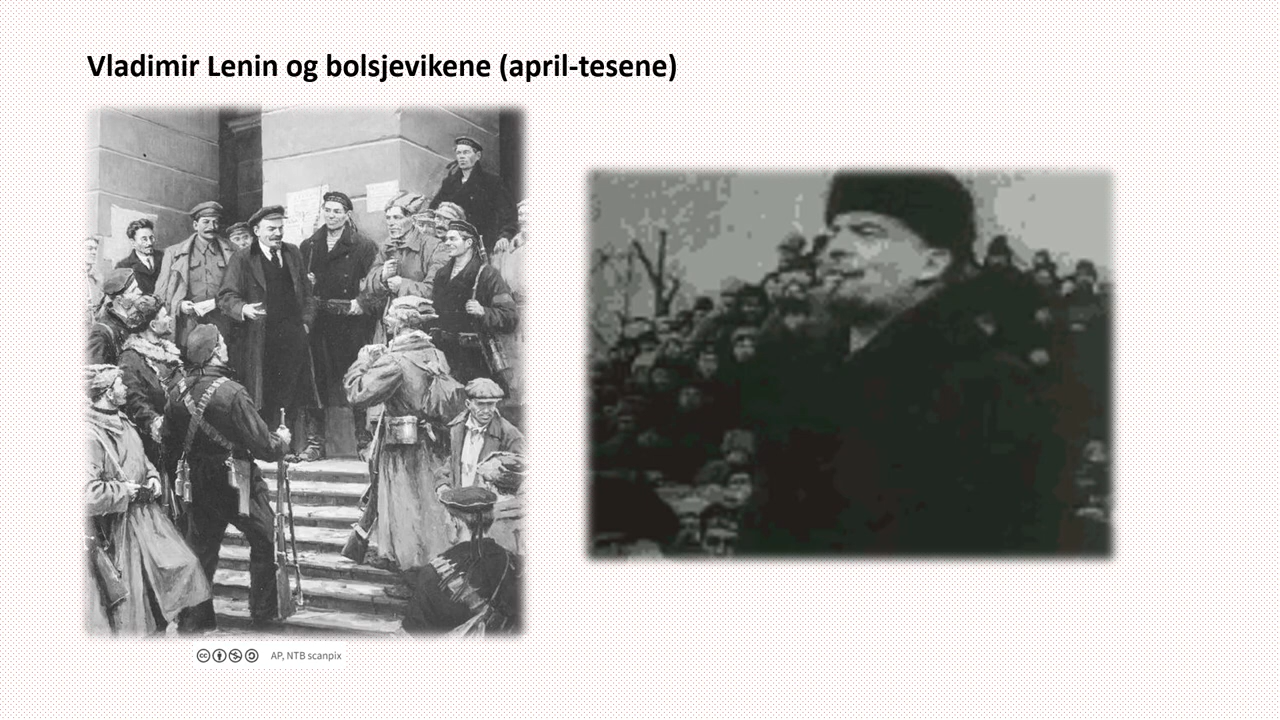 Vladimir Lenin og bolsjevikene (april-tesene)
AP, NTB scanpix